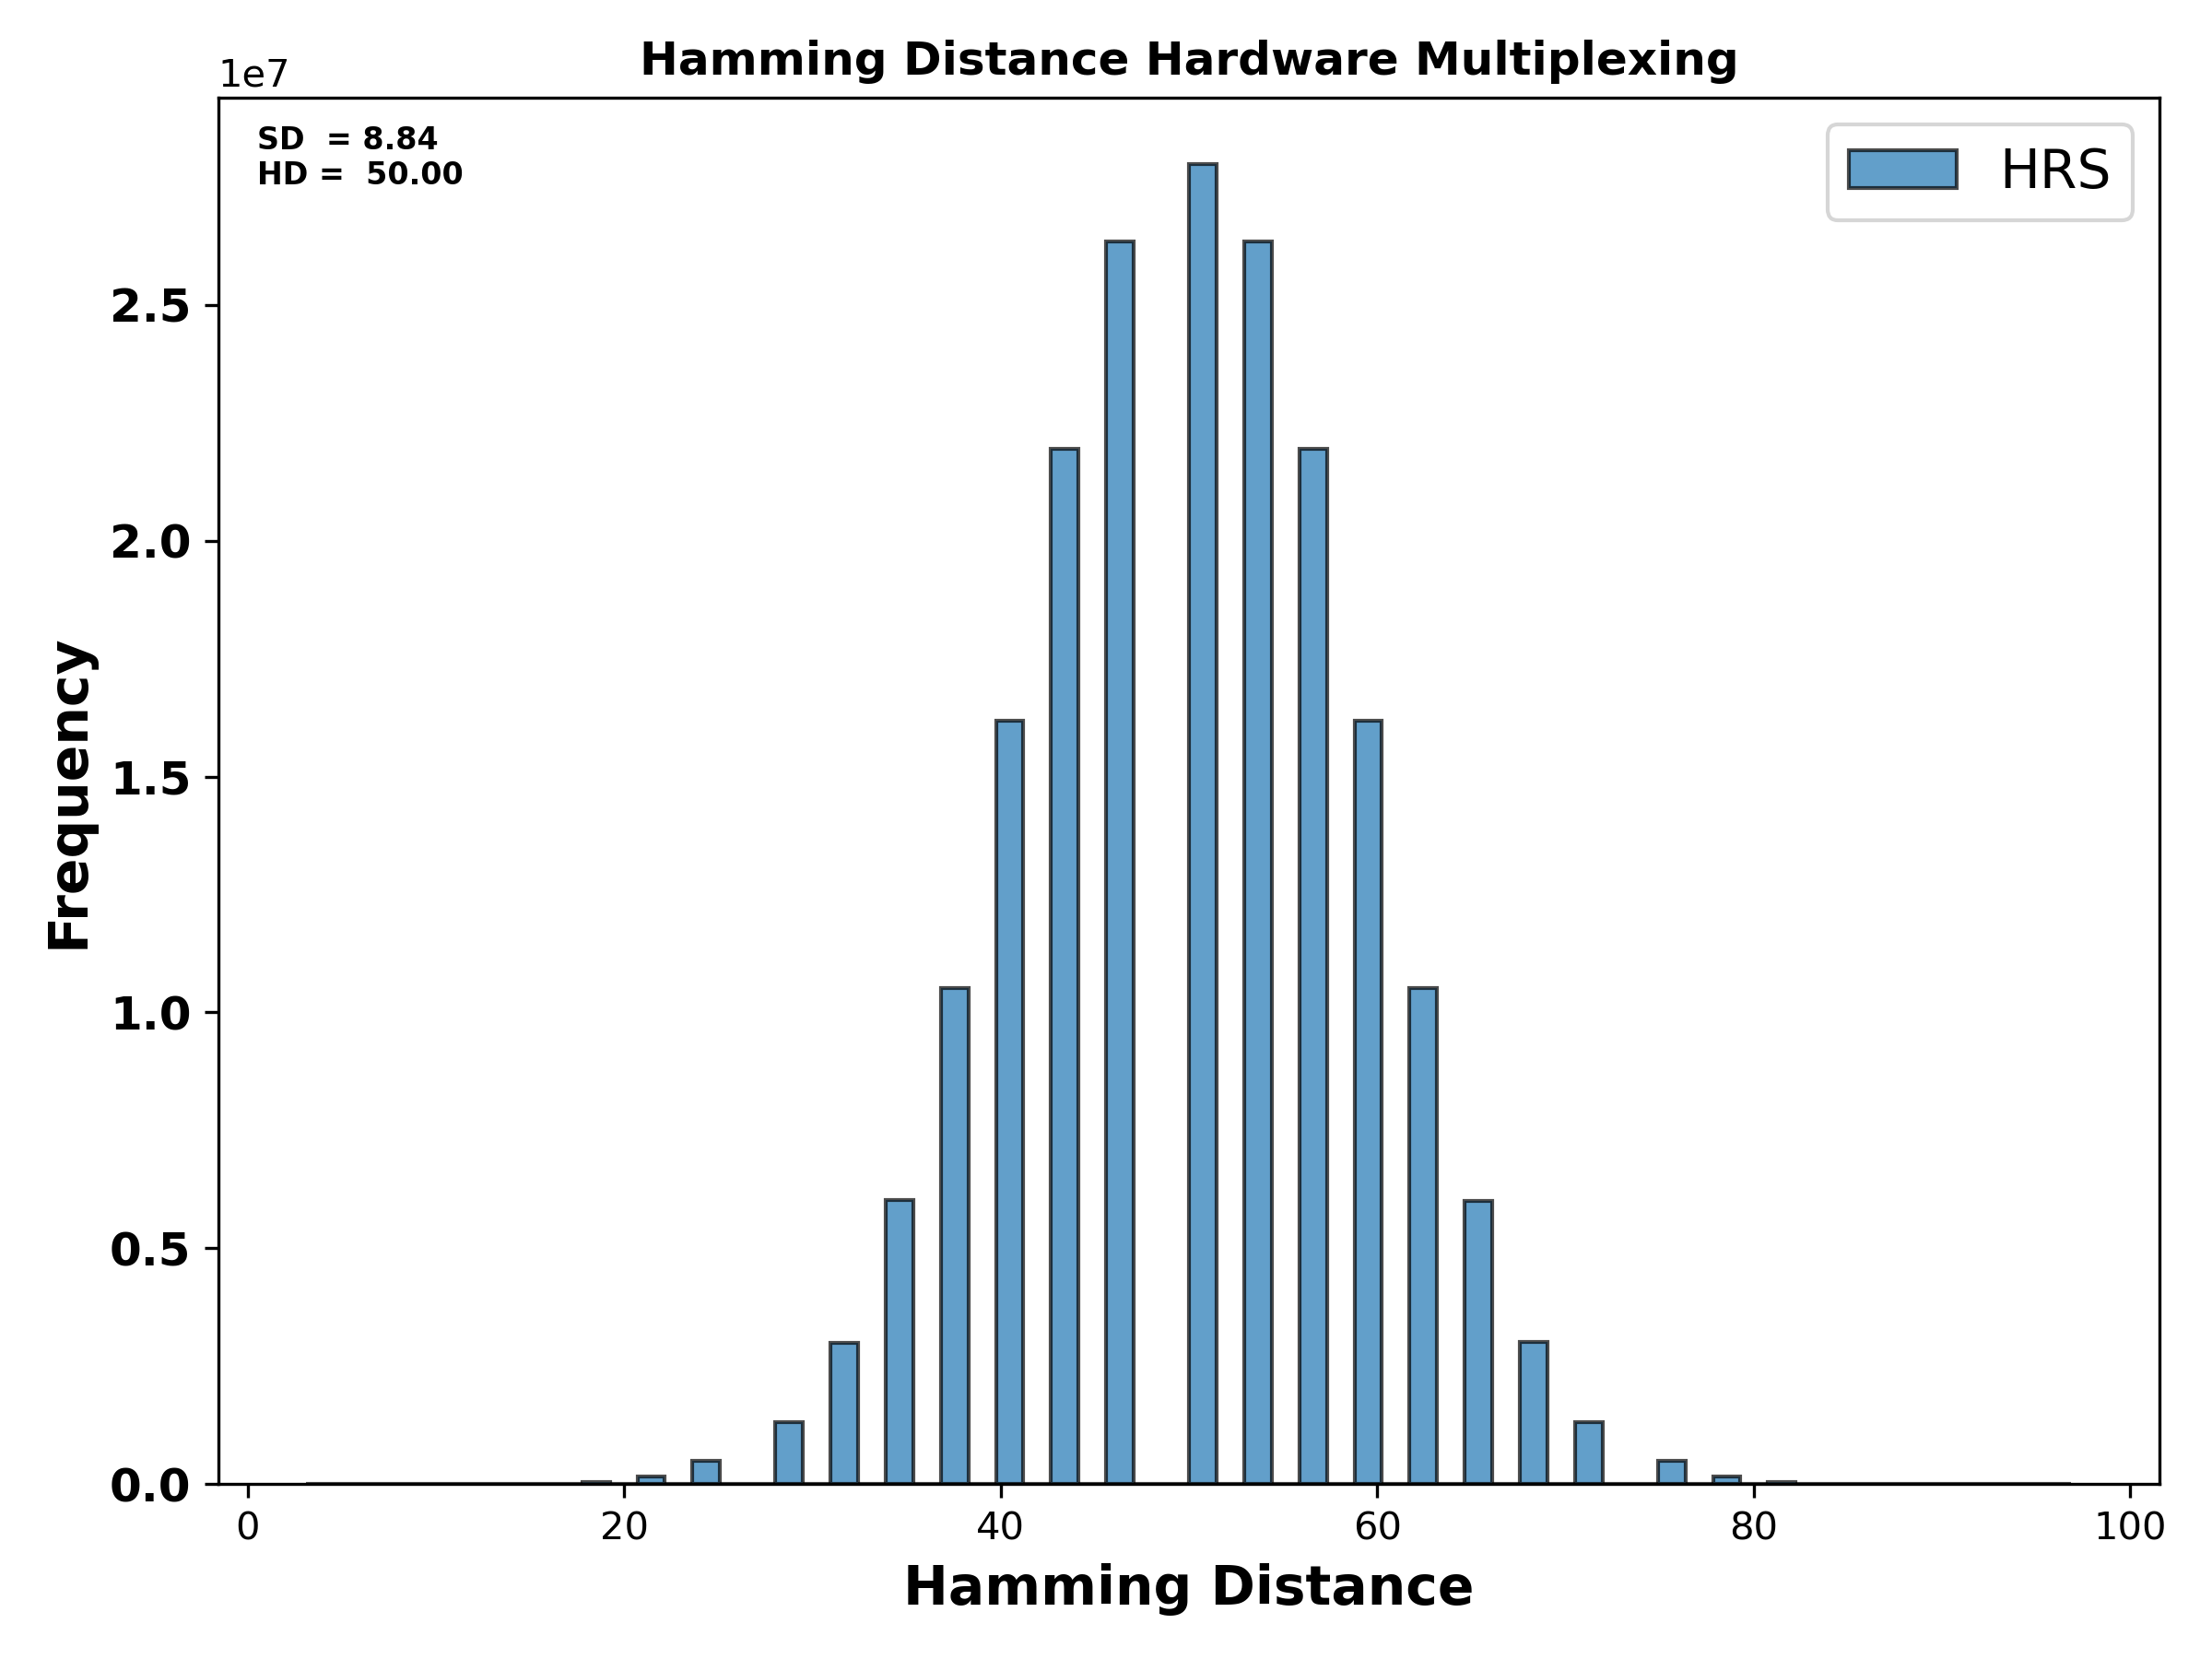 Hamming Distance Hardware Multiplexing
1e7
SD = 8.84
HD = 50.00
HRS
2.5
2.0
1.5
1.0
0.5
0.0
Frequency
0 20 40 60 80 100
Hamming Distance